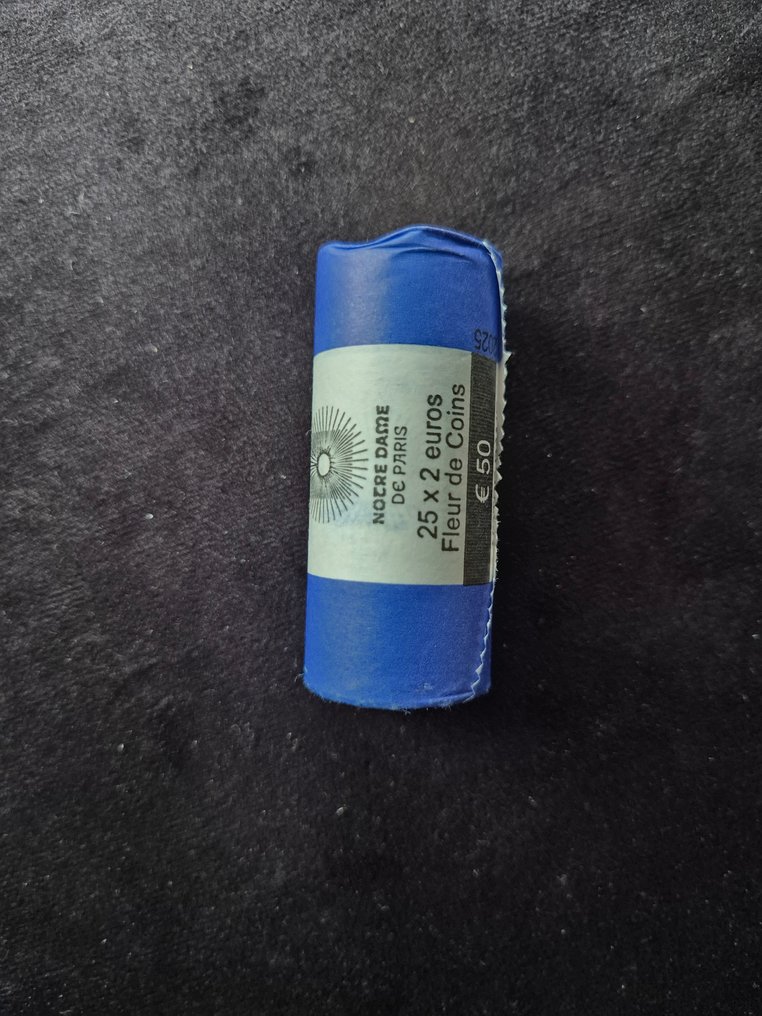 NOTRE DAME
DE PARIS
25 x 2 euros
Fleur de Coins
€ 50